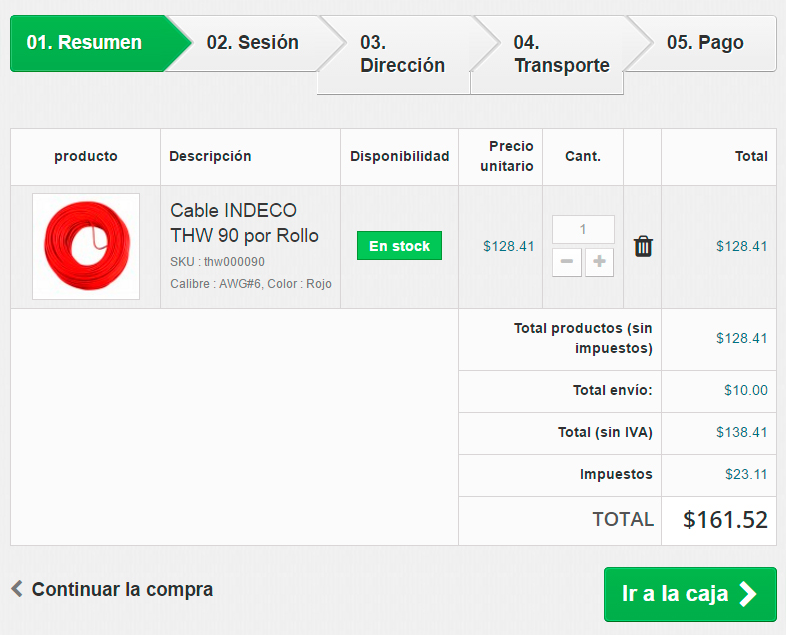 01. Resumen
02. Sesión
03.
Dirección
04.
Transporte
05. Pago
producto
Descripción
Disponibilidad
Precio
unitario
Cant.
Total
Cable INDECO
THW 90 por Rollo
SKU : thw000090
Calibre : AWG#6, Color : Rojo
En stock
$128.41
1
$128.41
Total productos (sin
impuestos)
$128.41
Total envío:
$10.00
Total (sin IVA)
$138.41
Impuestos
$23.11
TOTAL
$161.52
Continuar la compra
Ir a la caja